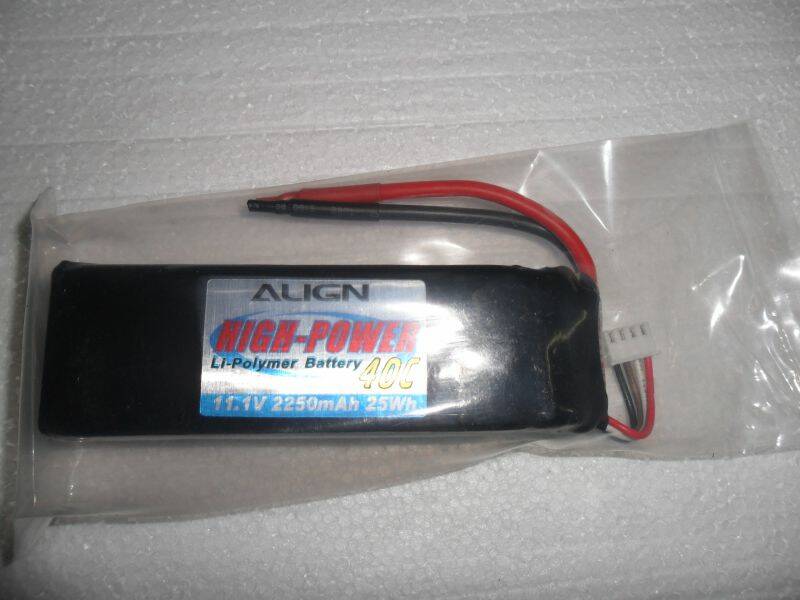 ALIGN
HIGH-POWER
Li-Polymer Battery
40C
11.1V 2250mAh 25Wh